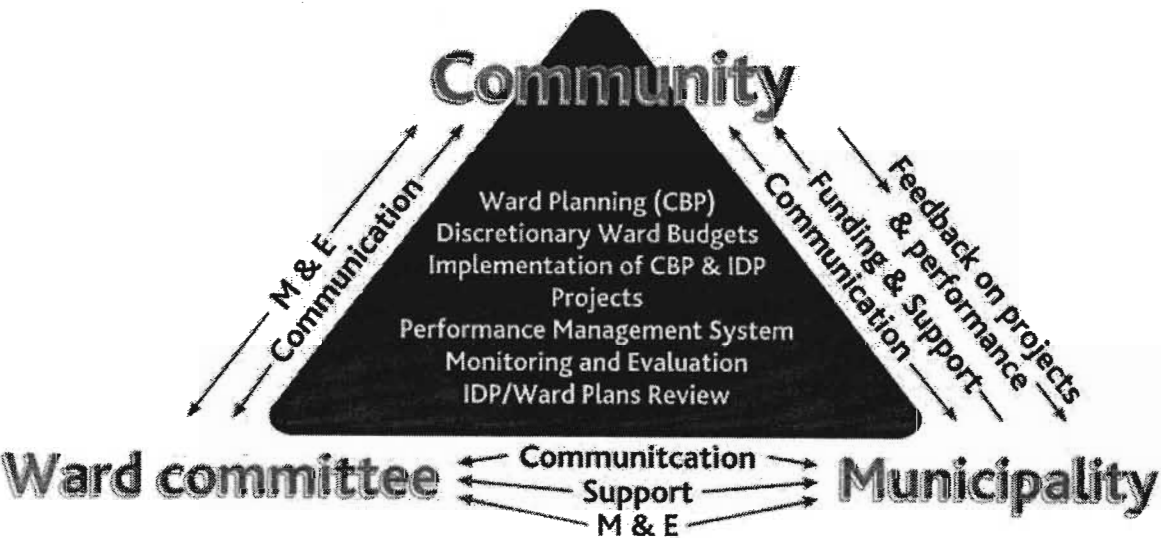 Community
M & E
Communication
Ward Planning (CBP)
Discretionary Ward Budgets
Implementation of CBP & IDP
Projects
Performance Management System
Monitoring and Evaluation
IDP/Ward Plans Review
Communication
Funding & Support
Feedback on projects
& performance
Ward committee
Communitcation
Support
M & E
Municipality